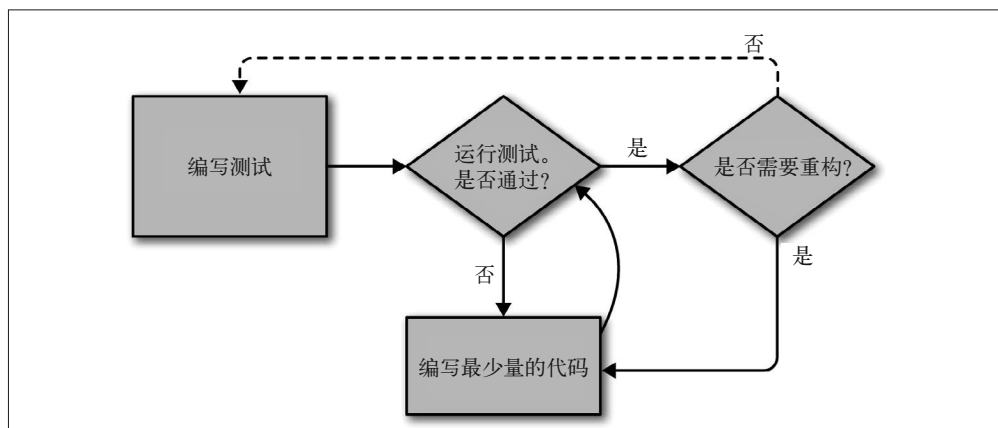 否
编写测试
运行测试。
是否通过？
是
是否需要重构？
否
是
编写最少量的代码